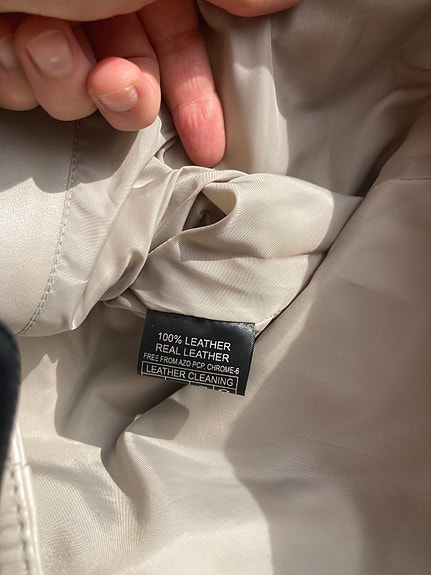 100% LEATHER
REAL LEATHER
FREE FROM AZO PCP. CHROME-6
LEATHER CLEANING